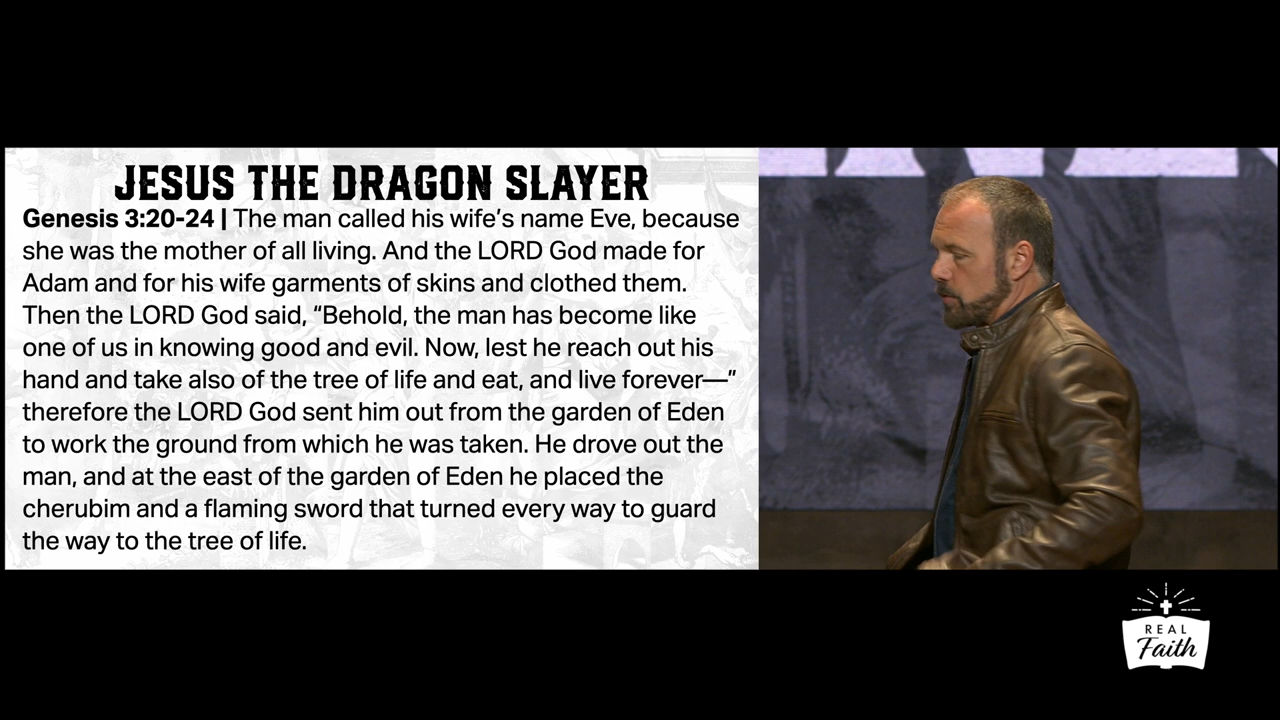 JESUS THE DRAGON SLAYER
Genesis 3:20-24 | The man called his wife’s name Eve, because
she was the mother of all living. And the LORD God made for
Adam and for his wife garments of skins and clothed them.
Then the LORD God said, “Behold, the man has become like
one of us in knowing good and evil. Now, lest he reach out his
hand and take also of the tree of life and eat, and live forever—”
therefore the LORD God sent him out from the garden of Eden
to work the ground from which he was taken. He drove out the
man, and at the east of the garden of Eden he placed the
cherubim and a flaming sword that turned every way to guard
the way to the tree of life.
REAL
Faith